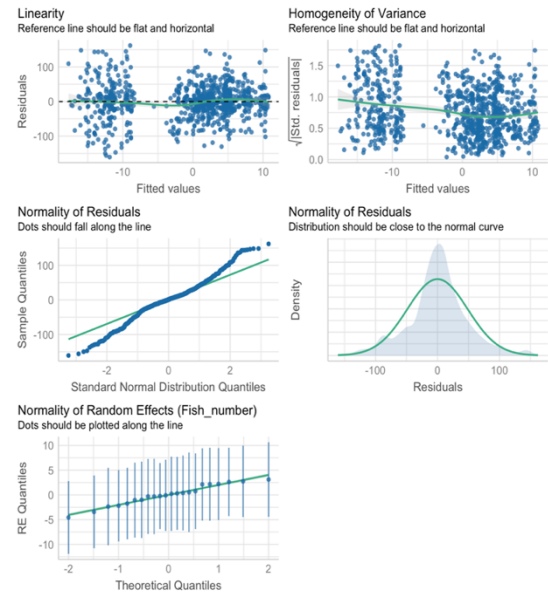 Linearity
Reference line should be flat and horizontal
Residuals
100
0
-100
-10
0
10
Fitted values
Homogeneity of Variance
Reference line should be flat and horizontal
√|Std. residuals|
1.5
1.0
0.5
0.0
-10
0
10
Fitted values
Normality of Residuals
Dots should fall along the line
Sample Quantiles
100
0
-100
-2
0
2
Standard Normal Distribution Quantiles
Normality of Residuals
Distribution should be close to the normal curve
Density
-100
0
100
Residuals
Normality of Random Effects (Fish_number)
Dots should be plotted along the line
RE Quantiles
10
5
0
-5
-10
-2
-1
0
1
2
Theoretical Quantiles